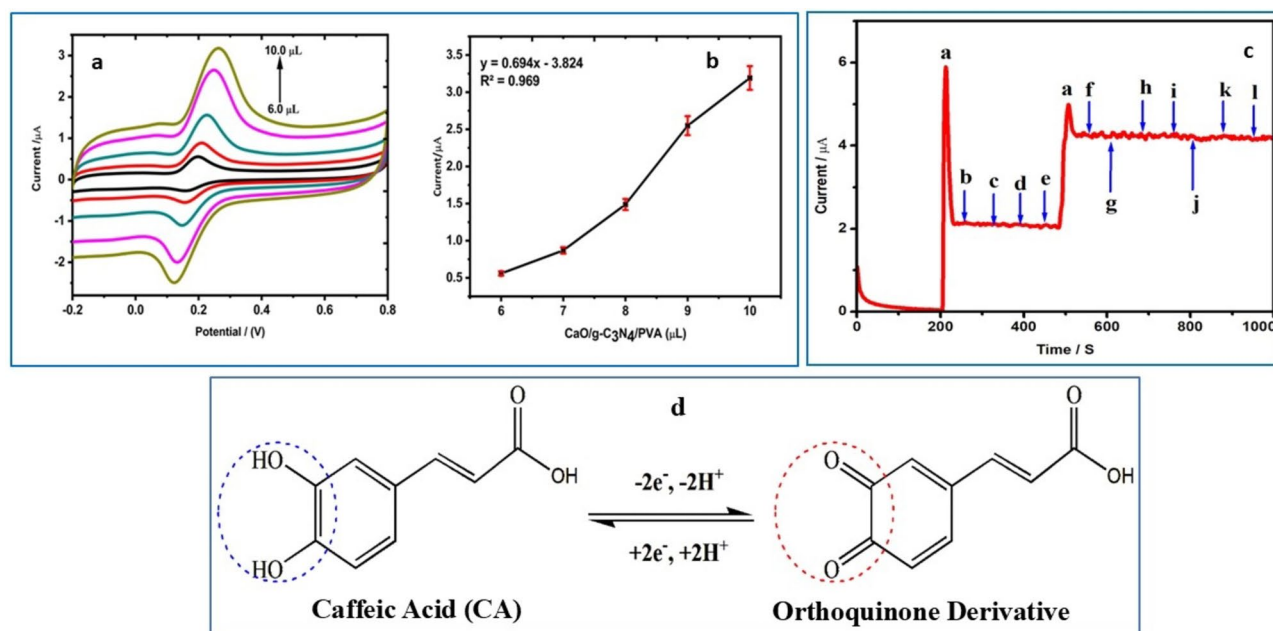 a
10.0 µL
6.0 µL
3
2
1
0
-1
-2
Current /µA
-0.2 0.0 0.2 0.4 0.6 0.8
Potential / (V)
b
y = 0.694x - 3.824
R² = 0.969
3.5
3.0
2.5
2.0
1.5
1.0
0.5
Current/µA
6 7 8 9 10
CaO/g-C3N4/PVA (µL)
c
6
4
2
0
Current / µA
a
b c d e
a f h i k l
g j
0 200 400 600 800 1000
Time / S
d
HO
HO
O
OH
-2e⁻, -2H⁺
+2e⁻, +2H⁺
O
O
O
OH
Caffeic Acid (CA)
Orthoquinone Derivative